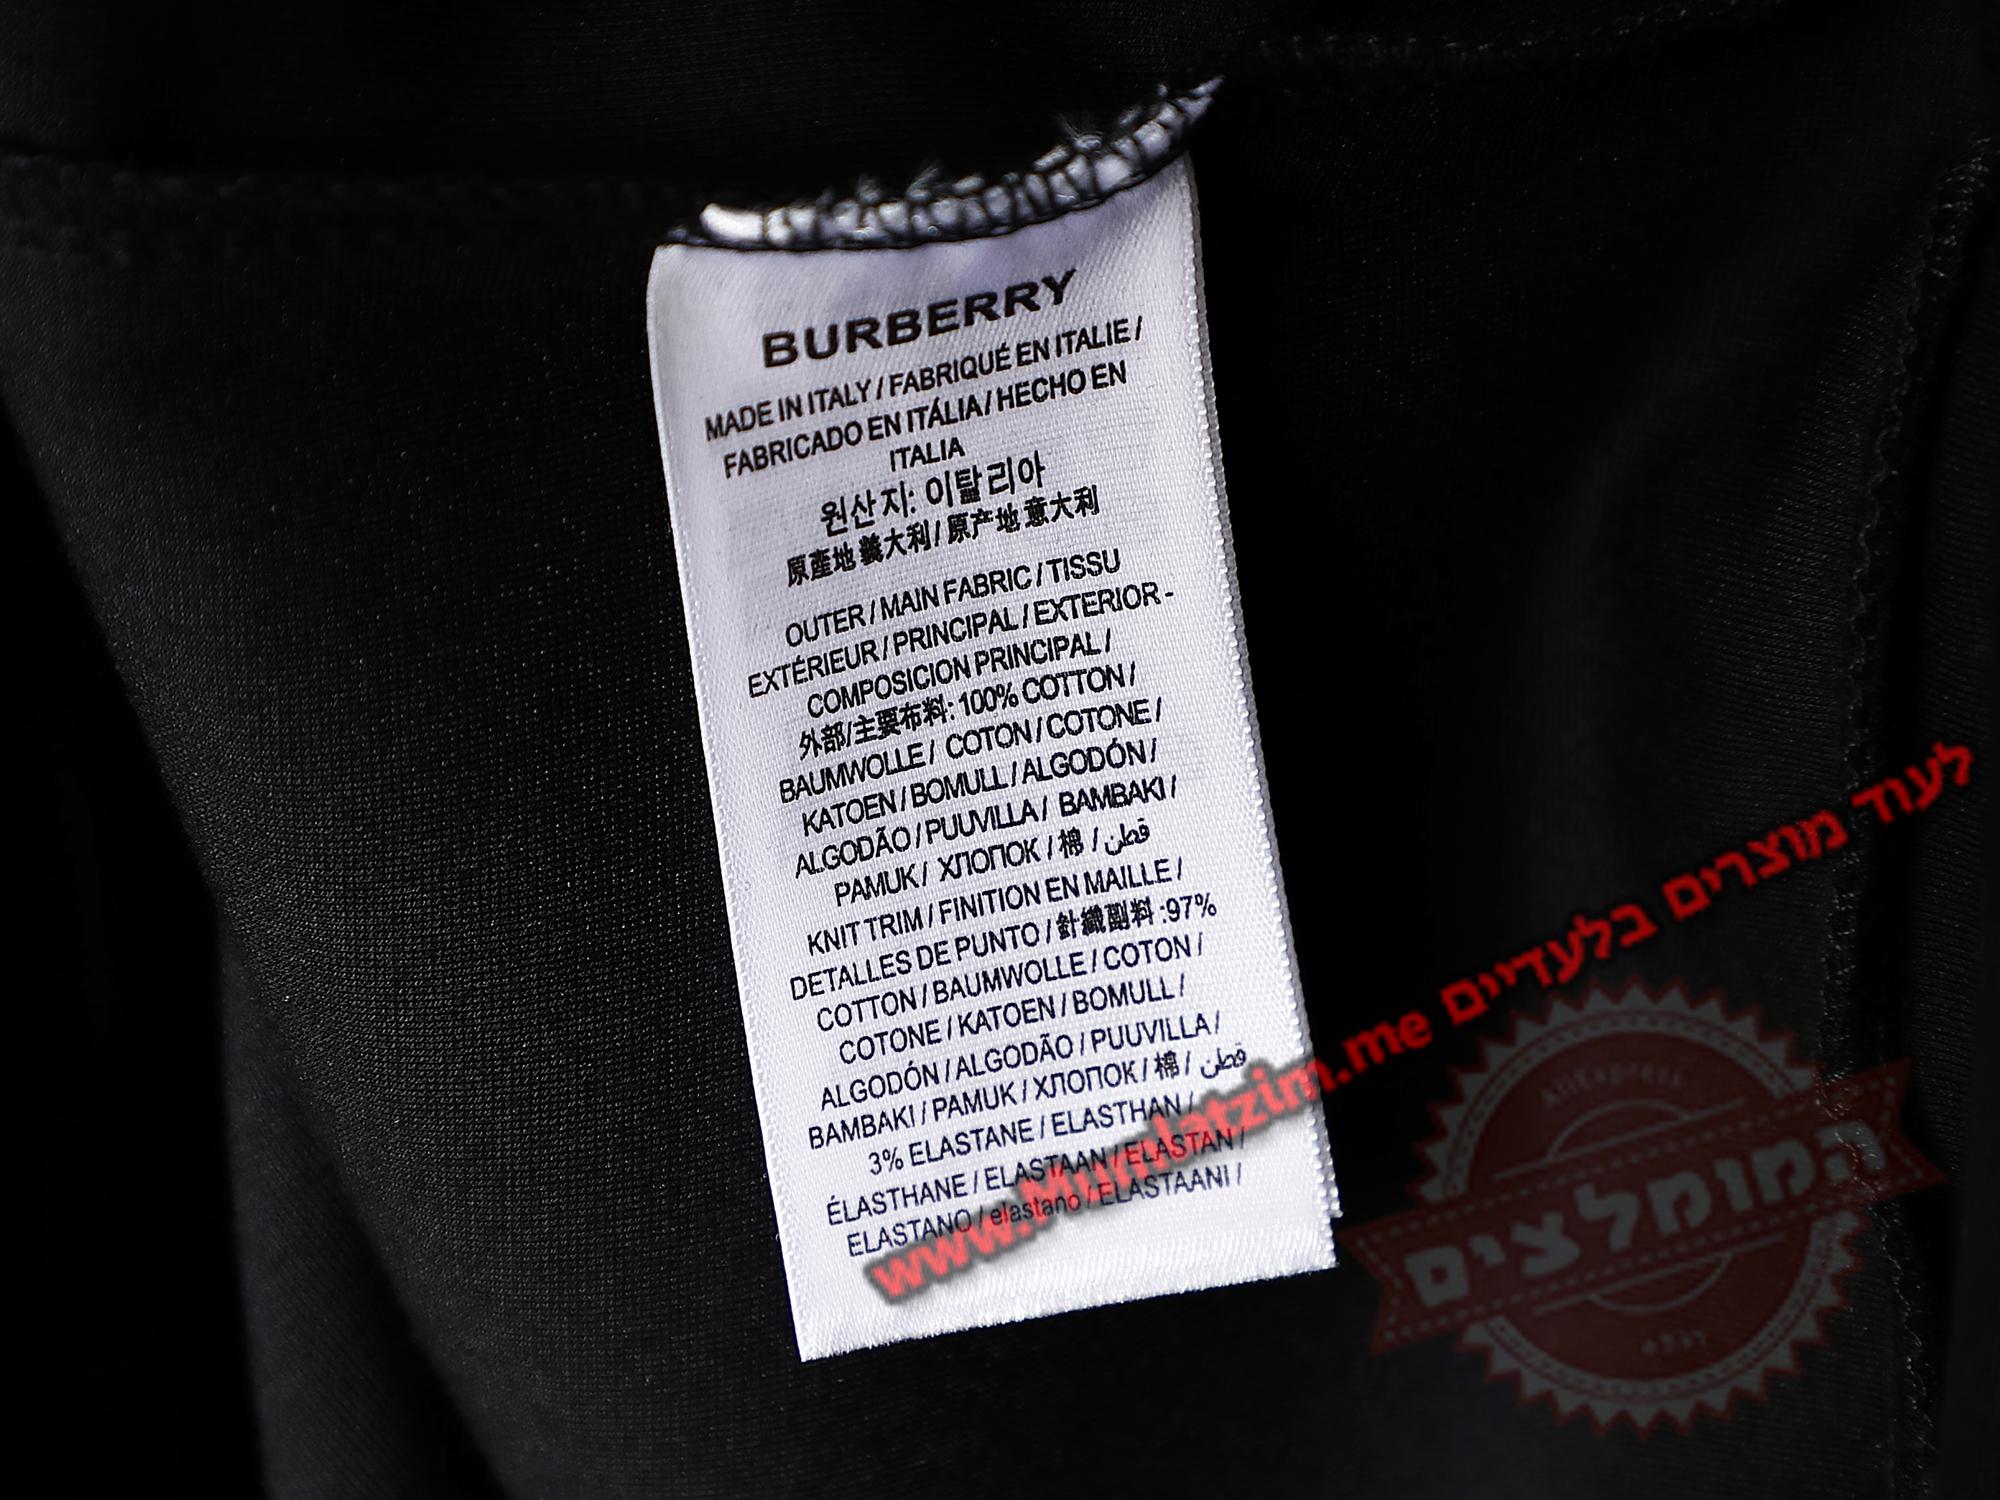 BURBERRY
MADE IN ITALY / FABRIQUÉ EN ITALIE /
FABRICADO EN ITÁLIA / HECHO EN
ITALIA
원산지: 이탈리아
原產地 義大利 / 原产地 意大利
OUTER / MAIN FABRIC / TISSU
EXTÉRIEUR / PRINCIPAL / EXTERIOR -
COMPOSICION PRINCIPAL /
外部/主要布料: 100% COTTON /
BAUMWOLLE / COTON / COTONE /
KATOEN / BOMULL / ALGODÓN /
ALGODÃO / PUUVILLA / BAMBAKI /
PAMUK / ХЛОПОК / 棉 / قطن
KNIT TRIM / FINITION EN MAILLE /
DETALLES DE PUNTO / 針織副料 :97%
COTTON / BAUMWOLLE / COTON /
COTONE / KATOEN / BOMULL /
ALGODÓN / ALGODÃO / PUUVILLA /
BAMBAKI / PAMUK / ХЛОПОК / 棉 / قطن
3% ELASTANE / ELASTHAN /
ÉLASTHANE / ELASTAAN / ELASTAN /
ELASTANO / elastano / ELASTAANI /
לעוד מוצרים בלעדיים www.Mumlatzim.me
AliExpress
המומלצים
eBay